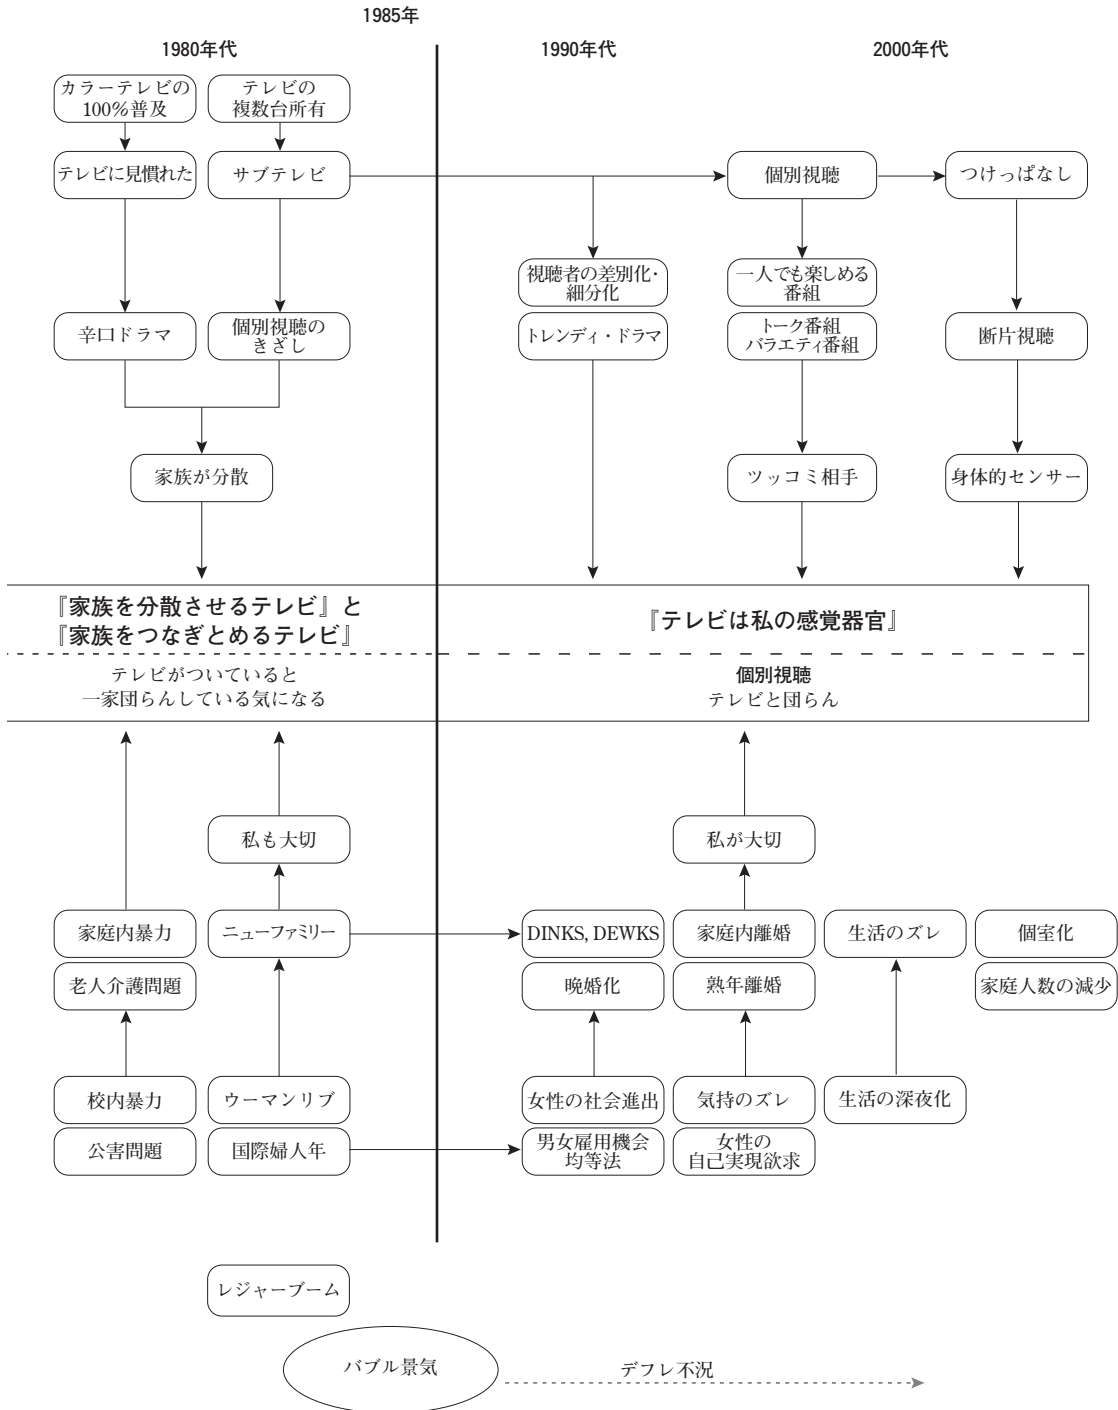 1985年
1980年代
1990年代
2000年代
カラーテレビの
100%普及
テレビの
複数台所有
テレビに見慣れた
サブテレビ
個別視聴
つけっぱなし
視聴者の差別化・
細分化
一人でも楽しめる
番組
辛口ドラマ
個別視聴の
きざし
トレンディ・ドラマ
トーク番組
バラエティ番組
断片視聴
家族が分散
ツッコミ相手
身体的センサー
『家族を分散させるテレビ』と
『家族をつなぎとめるテレビ』
『テレビは私の感覚器官』
テレビがついていると
一家団らんしている気になる
個別視聴
テレビと団らん
私も大切
私が大切
家庭内暴力
ニューファミリー
DINKS, DEWKS
家庭内離婚
生活のズレ
個室化
老人介護問題
晩婚化
熟年離婚
家庭人数の減少
校内暴力
ウーマンリブ
女性の社会進出
気持のズレ
生活の深夜化
公害問題
国際婦人年
男女雇用機会
均等法
女性の
自己実現欲求
レジャーブーム
バブル景気
デフレ不況